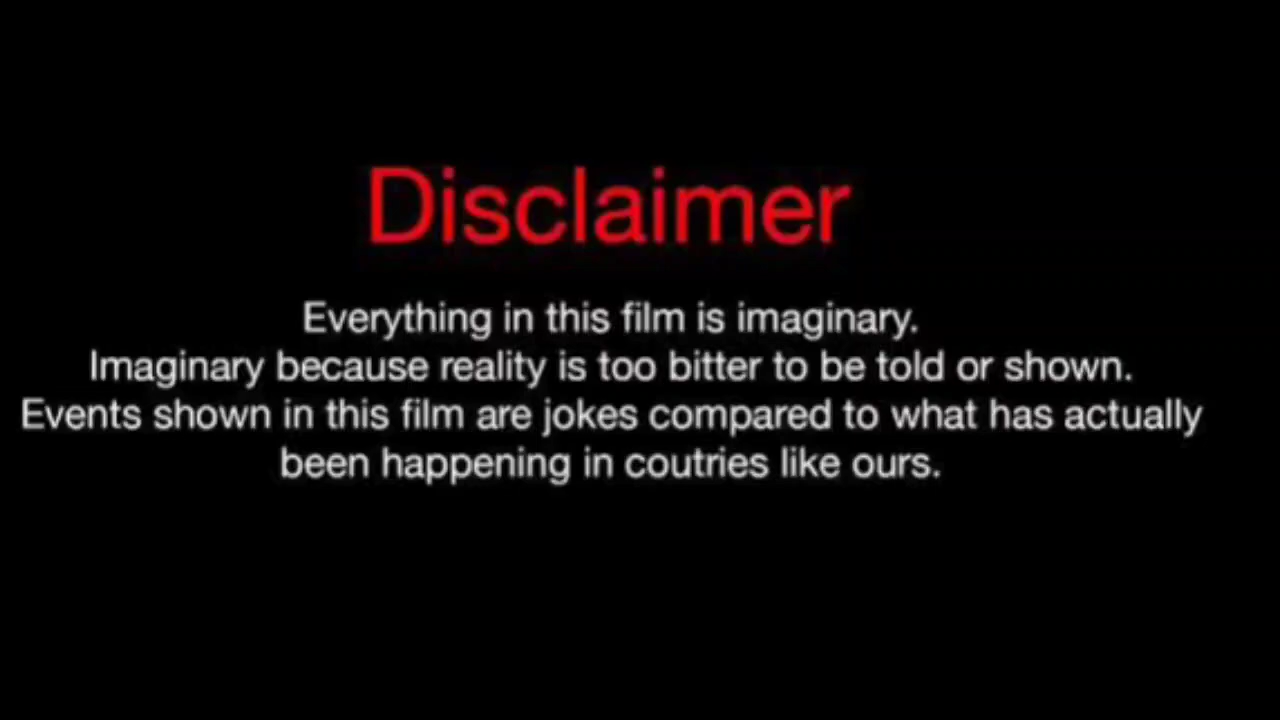 Disclaimer
Everything in this film is imaginary.
Imaginary because reality is too bitter to be told or shown.
Events shown in this film are jokes compared to what has actually
been happening in coutries like ours.